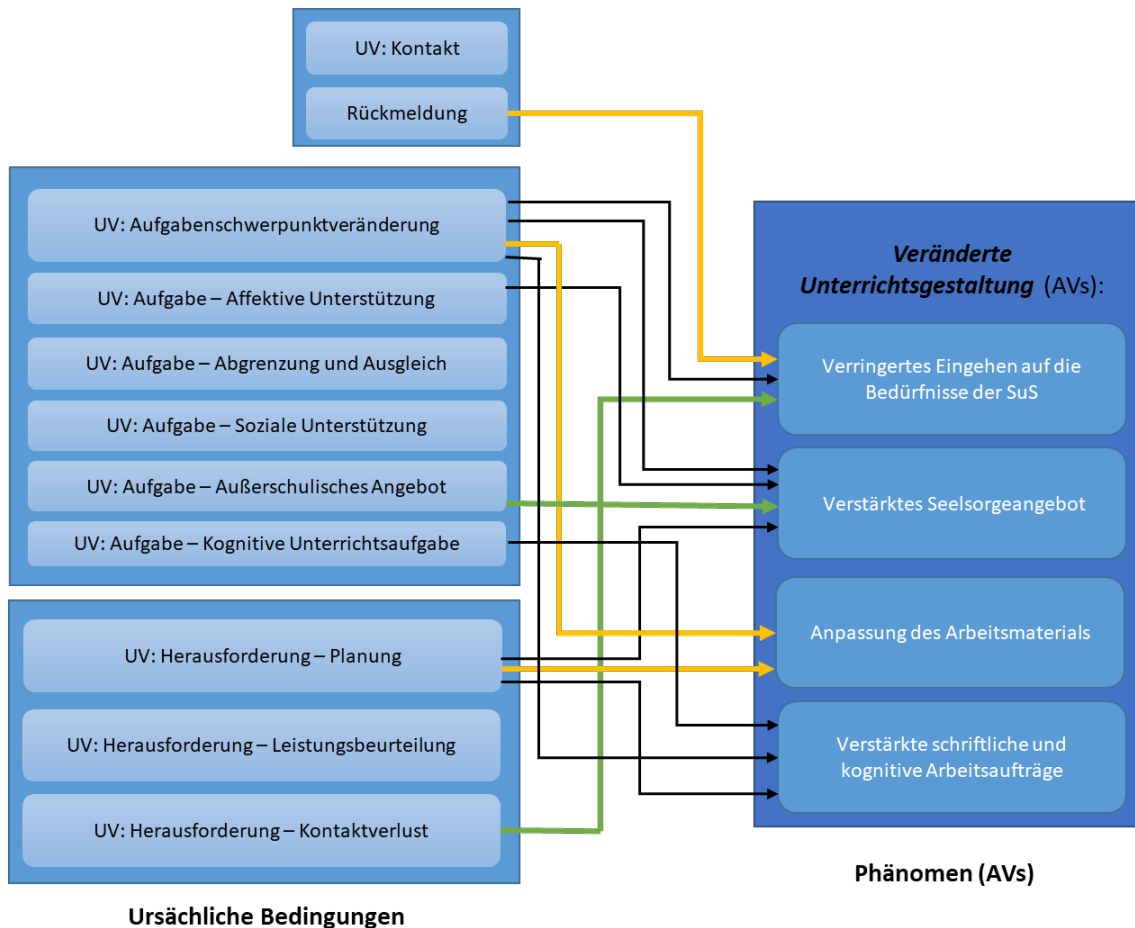 UV: Kontakt
Rückmeldung
UV: Aufgabenschwerpunktveränderung
UV: Aufgabe – Affektive Unterstützung
UV: Aufgabe – Abgrenzung und Ausgleich
UV: Aufgabe – Soziale Unterstützung
UV: Aufgabe – Außerschulisches Angebot
UV: Aufgabe – Kognitive Unterrichtsaufgabe
UV: Herausforderung – Planung
UV: Herausforderung – Leistungsbeurteilung
UV: Herausforderung – Kontaktverlust
Ursächliche Bedingungen
Veränderte
Unterrichtsgestaltung (AVs):
Verringertes Eingehen auf die
Bedürfnisse der SuS
Verstärktes Seelsorgeangebot
Anpassung des Arbeitsmaterials
Verstärkte schriftliche und
kognitive Arbeitsaufträge
Phänomen (AVs)